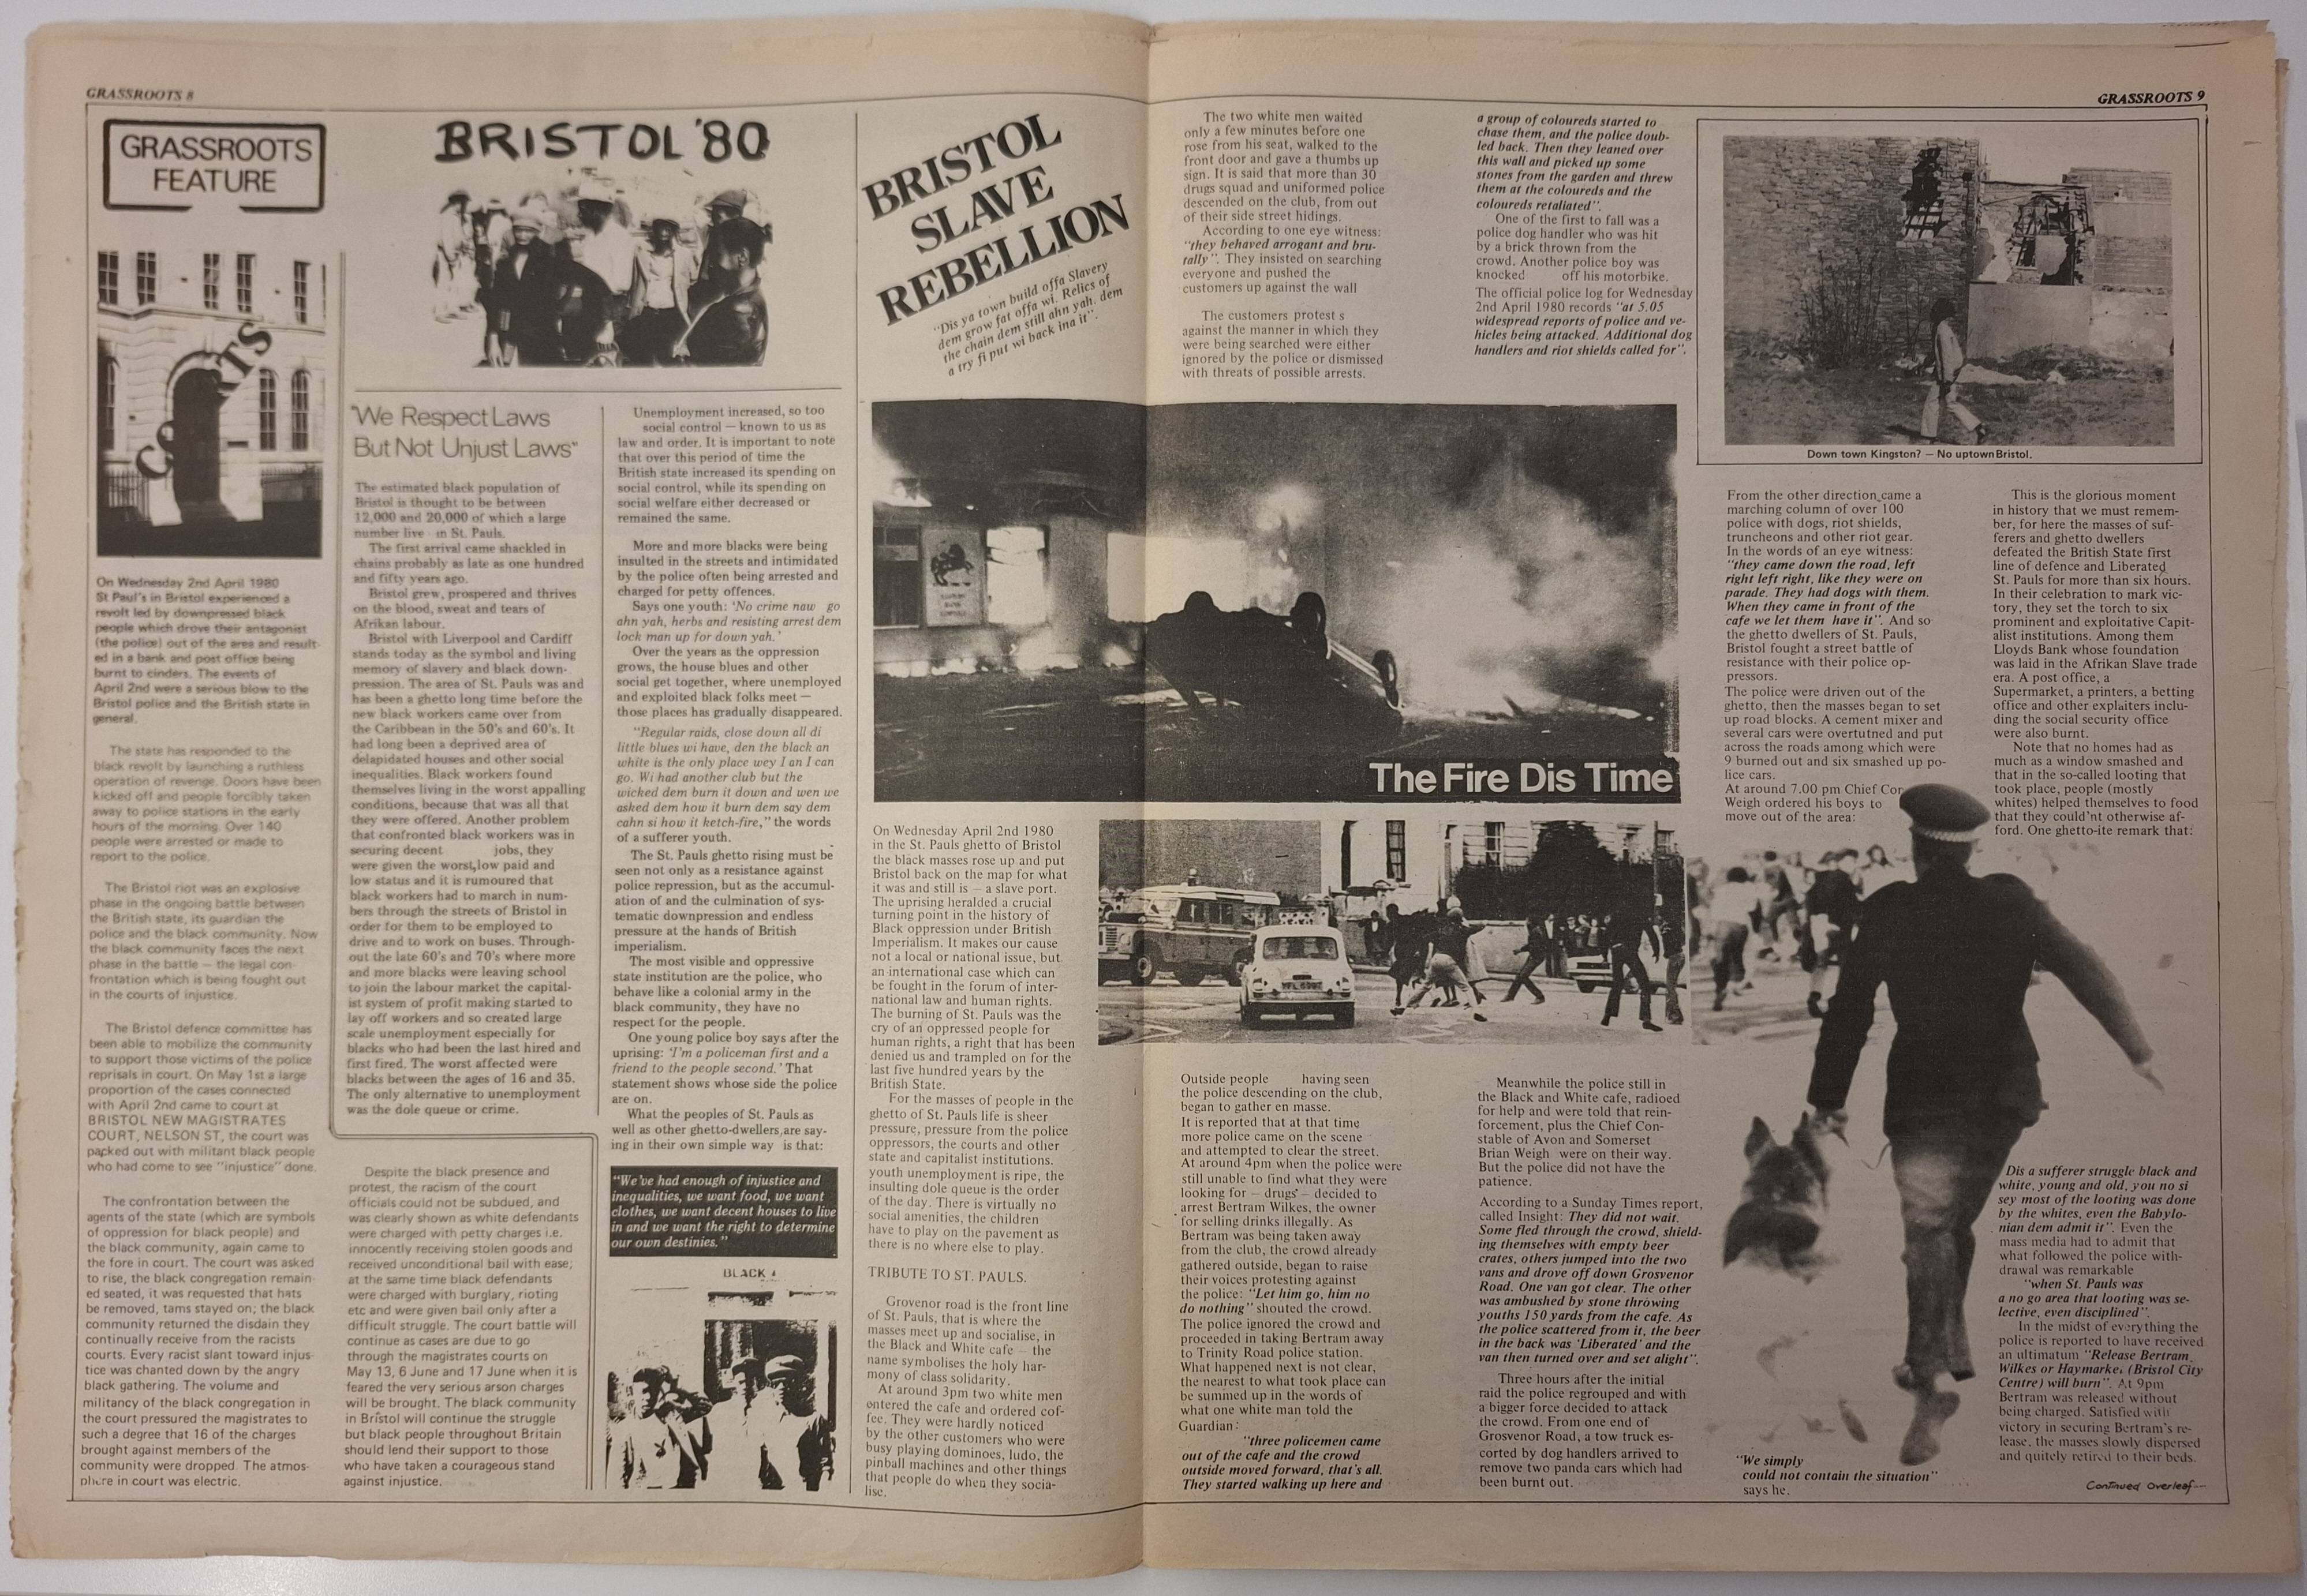 GRASSROOTS 8
GRASSROOTS
FEATURE
COURTS
On Wednesday 2nd April 1980
St Paul's in Bristol experienced a
revolt led by downpressed black
people which drove their antagonist
(the police) out of the area and result-
ed in a bank and post office being
burnt to cinders. The events of
April 2nd were a serious blow to the
Bristol police and the British state in
general.
The state has responded to the
black revolt by launching a ruthless
operation of revenge. Doors have been
kicked off and people forcibly taken
away to police stations in the early
hours of the morning. Over 140
people were arrested or made to
report to the police.
The Bristol riot was an explosive
phase in the ongoing battle between
the British state, its guardian the
police and the black community. Now
the black community faces the next
phase in the battle — the legal con-
frontation which is being fought out
in the courts of injustice.
The Bristol defence committee has
been able to mobilize the community
to support those victims of the police
reprisals in court. On May 1st a large
proportion of the cases connected
with April 2nd came to court at
BRISTOL NEW MAGISTRATES
COURT, NELSON ST, the court was
packed out with militant black people
who had come to see "injustice" done.
The confrontation between the
agents of the state (which are symbols
of oppression for black people) and
the black community, again came to
the fore in court. The court was asked
to rise, the black congregation remain-
ed seated, it was requested that hats
be removed, tams stayed on; the black
community returned the disdain they
continually receive from the racists
courts. Every racist slant toward injus-
tice was chanted down by the angry
black gathering. The volume and
militancy of the black congregation in
the court pressured the magistrates to
such a degree that 16 of the charges
brought against members of the
community were dropped. The atmos-
phere in court was electric.
Despite the black presence and
protest, the racism of the court
officials could not be subdued, and
was clearly shown as white defendants
were charged with petty charges i.e.
innocently receiving stolen goods and
received unconditional bail with ease;
at the same time black defendants
were charged with burglary, rioting
etc and were given bail only after a
difficult struggle. The court battle will
continue as cases are due to go
through the magistrates courts on
May 13, 6 June and 17 June when it is
feared the very serious arson charges
will be brought. The black community
in Bristol will continue the struggle
but black people throughout Britain
should lend their support to those
who have taken a courageous stand
against injustice.
BRISTOL '80
"We Respect Laws
But Not Unjust Laws"
The estimated black population of
Bristol is thought to be between
12,000 and 20,000 of which a large
number live in St. Pauls.
The first arrival came shackled in
chains probably as late as one hundred
and fifty years ago.
Bristol grew, prospered and thrives
on the blood, sweat and tears of
Afrikan labour.
Bristol with Liverpool and Cardiff
stands today as the symbol and living
memory of slavery and black down-
pression. The area of St. Pauls was and
has been a ghetto long time before the
new black workers came over from
the Caribbean in the 50's and 60's. It
had long been a deprived area of
delapidated houses and other social
inequalities. Black workers found
themselves living in the worst appalling
conditions, because that was all that
they were offered. Another problem
that confronted black workers was in
securing decent jobs, they
were given the worst, low paid and
low status and it is rumoured that
black workers had to march in num-
bers through the streets of Bristol in
order for them to be employed to
drive and to work on buses. Through-
out the late 60's and 70's where more
and more blacks were leaving school
to join the labour market the capital-
ist system of profit making started to
lay off workers and so created large
scale unemployment especially for
blacks who had been the last hired and
first fired. The worst affected were
blacks between the ages of 16 and 35.
The only alternative to unemployment
was the dole queue or crime.
Unemployment increased, so too
social control — known to us as
law and order. It is important to note
that over this period of time the
British state increased its spending on
social control, while its spending on
social welfare either decreased or
remained the same.
More and more blacks were being
insulted in the streets and intimidated
by the police often being arrested and
charged for petty offences.
Says one youth: 'No crime naw go
ahn yah, herbs and resisting arrest dem
lock man up for down yah.'
Over the years as the oppression
grows, the house blues and other
social get together, where unemployed
and exploited black folks meet —
those places has gradually disappeared.
"Regular raids, close down all di
little blues wi have, den the black an
white is the only place wey I an I can
go. Wi had another club but the
wicked dem burn it down and wen we
asked dem how it burn dem say dem
cahn si how it ketch-fire," the words
of a sufferer youth.
The St. Pauls ghetto rising must be
seen not only as a resistance against
police repression, but as the accumul-
ation of and the culmination of sys-
tematic downpression and endless
pressure at the hands of British
imperialism.
The most visible and oppressive
state institution are the police, who
behave like a colonial army in the
black community, they have no
respect for the people.
One young police boy says after the
uprising: 'I'm a policeman first and a
friend to the people second.' That
statement shows whose side the police
are on.
What the peoples of St. Pauls as
well as other ghetto-dwellers, are say-
ing in their own simple way is that:
"We've had enough of injustice and
inequalities, we want food, we want
clothes, we want decent houses to live
in and we want the right to determine
our own destinies."
BLACK
BRISTOL
SLAVE
REBELLION
"Dis ya town build offa Slavery
dem grow fat offa wi. Relics of
the chain dem still ahn yah. dem
a try fi put wi back ina it".
The Fire Dis Time
On Wednesday April 2nd 1980
in the St. Pauls ghetto of Bristol
the black masses rose up and put
Bristol back on the map for what
it was and still is — a slave port.
The uprising heralded a crucial
turning point in the history of
Black oppression under British
Imperialism. It makes our cause
not a local or national issue, but
an international case which can
be fought in the forum of inter-
national law and human rights.
The burning of St. Pauls was the
cry of an oppressed people for
human rights, a right that has been
denied us and trampled on for the
last five hundred years by the
British State.
For the masses of people in the
ghetto of St. Pauls life is sheer
pressure, pressure from the police
oppressors, the courts and other
state and capitalist institutions.
youth unemployment is ripe, the
insulting dole queue is the order
of the day. There is virtually no
social amenities, the children
have to play on the pavement as
there is no where else to play.
TRIBUTE TO ST. PAULS.
Grovenor road is the front line
of St. Pauls, that is where the
masses meet up and socialise, in
the Black and White cafe — the
name symbolises the holy har-
mony of class solidarity.
At around 3pm two white men
ontered the cafe and ordered cof-
fee. They were hardly noticed
by the other customers who were
busy playing dominoes, ludo, the
pinball machines and other things
that people do when they socia-
lise.
The two white men waited
only a few minutes before one
rose from his seat, walked to the
front door and gave a thumbs up
sign. It is said that more than 30
drugs squad and uniformed police
descended on the club, from out
of their side street hidings.
According to one eye witness:
"they behaved arrogant and bru-
tally". They insisted on searching
everyone and pushed the
customers up against the wall
The customers protest s
against the manner in which they
were being searched were either
ignored by the police or dismissed
with threats of possible arrests.
Outside people having seen
the police descending on the club,
began to gather en masse.
It is reported that at that time
more police came on the scene
and attempted to clear the street.
At around 4pm when the police were
still unable to find what they were
looking for — drugs — decided to
arrest Bertram Wilkes, the owner
for selling drinks illegally. As
Bertram was being taken away
from the club, the crowd already
gathered outside, began to raise
their voices protesting against
the police: "Let him go, him no
do nothing" shouted the crowd.
The police ignored the crowd and
proceeded in taking Bertram away
to Trinity Road police station.
What happened next is not clear,
the nearest to what took place can
be summed up in the words of
what one white man told the
Guardian:
"three policemen came
out of the cafe and the crowd
outside moved forward, that's all.
They started walking up here and
GRASSROOTS 9
a group of coloureds started to
chase them, and the police doub-
led back. Then they leaned over
this wall and picked up some
stones from the garden and threw
them at the coloureds and the
coloureds retaliated".
One of the first to fall was a
police dog handler who was hit
by a brick thrown from the
crowd. Another police boy was
knocked off his motorbike.
The official police log for Wednesday
2nd April 1980 records "at 5.05
widespread reports of police and ve-
hicles being attacked. Additional dog
handlers and riot shields called for".
Meanwhile the police still in
the Black and White cafe, radioed
for help and were told that rein-
forcement, plus the Chief Con-
stable of Avon and Somerset
Brian Weigh were on their way.
But the police did not have the
patience.
According to a Sunday Times report,
called Insight: They did not wait.
Some fled through the crowd, shield-
ing themselves with empty beer
crates, others jumped into the two
vans and drove off down Grosvenor
Road. One van got clear. The other
was ambushed by stone throwing
youths 150 yards from the cafe. As
the police scattered from it, the beer
in the back was 'Liberated' and the
van then turned over and set alight".
Three hours after the initial
raid the police regrouped and with
a bigger force decided to attack
the crowd. From one end of
Grosvenor Road, a tow truck es-
corted by dog handlers arrived to
remove two panda cars which had
been burnt out.
Down town Kingston? — No uptown Bristol.
From the other direction came a
marching column of over 100
police with dogs, riot shields,
truncheons and other riot gear.
In the words of an eye witness:
"they came down the road, left
right left right, like they were on
parade. They had dogs with them.
When they came in front of the
cafe we let them have it". And so
the ghetto dwellers of St. Pauls,
Bristol fought a street battle of
resistance with their police op-
pressors.
The police were driven out of the
ghetto, then the masses began to set
up road blocks. A cement mixer and
several cars were overtutned and put
across the roads among which were
9 burned out and six smashed up po-
lice cars.
At around 7.00 pm Chief Con
Weigh ordered his boys to
move out of the area:
"We simply
could not contain the situation"
says he.
This is the glorious moment
in history that we must remem-
ber, for here the masses of suf-
ferers and ghetto dwellers
defeated the British State first
line of defence and Liberated
St. Pauls for more than six hours.
In their celebration to mark vic-
tory, they set the torch to six
prominent and exploitative Capit-
alist institutions. Among them
Lloyds Bank whose foundation
was laid in the Afrikan Slave trade
era. A post office, a
Supermarket, a printers, a betting
office and other explaiters inclu-
ding the social security office
were also burnt.
Note that no homes had as
much as a window smashed and
that in the so-called looting that
took place, people (mostly
whites) helped themselves to food
that they could'nt otherwise af-
ford. One ghetto-ite remark that:
Dis a sufferer struggle black and
white, young and old, you no si
sey most of the looting was done
by the whites, even the Babylo-
nian dem admit it". Even the
mass media had to admit that
what followed the police with-
drawal was remarkable
"when St. Pauls was
a no go area that looting was se-
lective, even disciplined"
In the midst of everything the
police is reported to have received
an ultimatum "Release Bertram
Wilkes or Haymarket (Bristol City
Centre) will burn". At 9pm
Bertram was released without
being charged. Satisfied with
victory in securing Bertram's re-
lease, the masses slowly dispersed
and quitely retired to their beds.
Continued Overleaf---